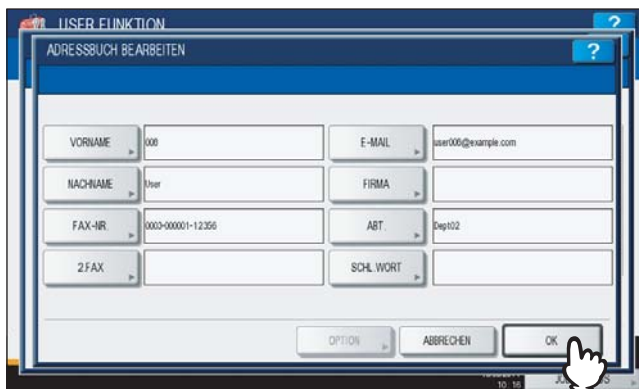 USER FUNKTION
?
ADRESSBUCH BEARBEITEN
?
VORNAME 008 E-MAIL user008@example.com
NACHNAME User FIRMA
FAX-NR. 0003-000001-12356 ABT. Dept02
2.FAX SCHL.WORT
OPTION ABBRECHEN OK
10 16